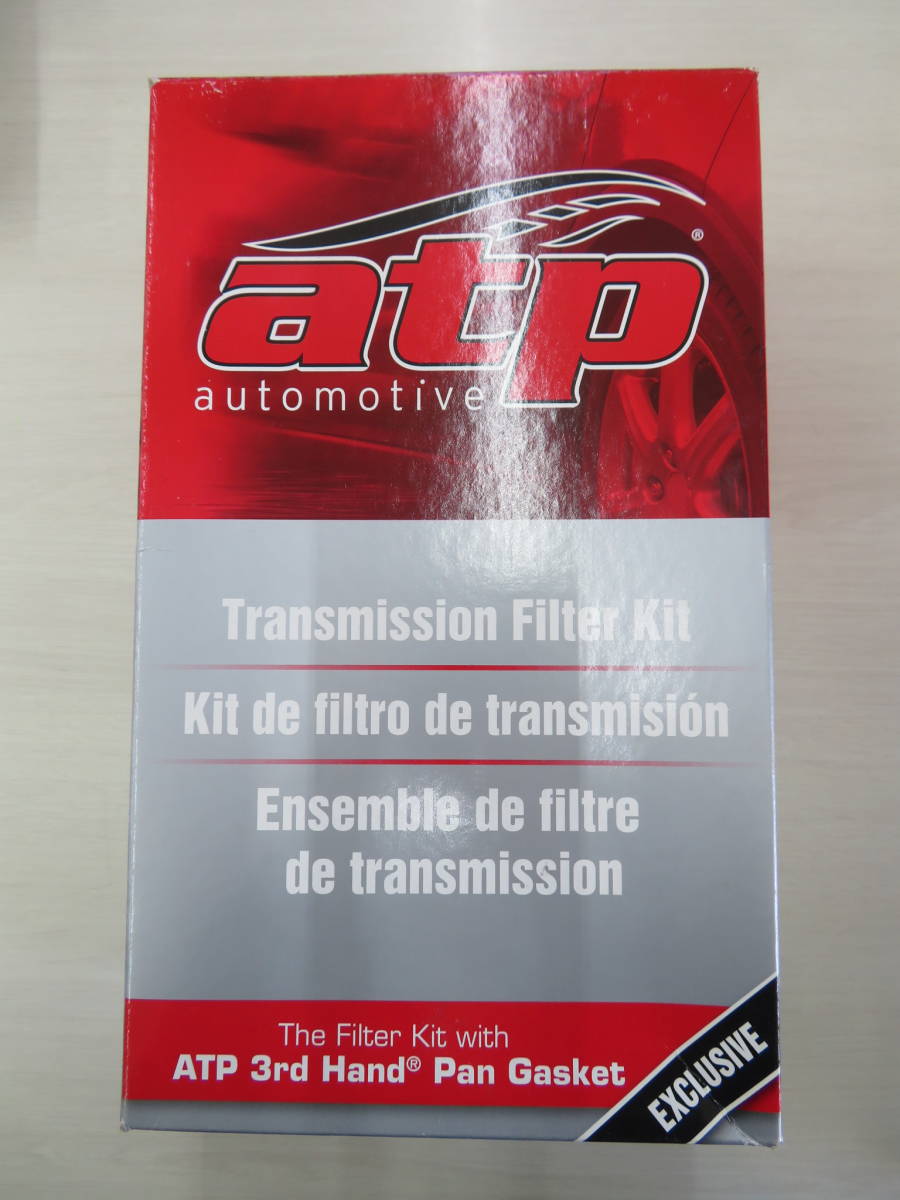 atp®
automotive
Transmission Filter Kit
Kit de filtro de transmisión
Ensemble de filtre
de transmission
The Filter Kit with
ATP 3rd Hand® Pan Gasket
EXCLUSIVE